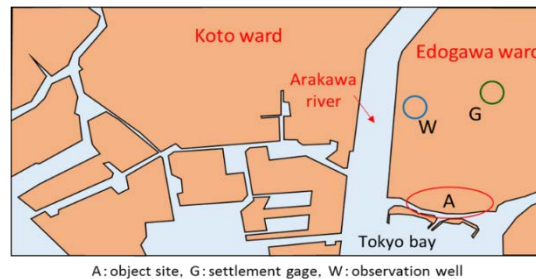 Koto ward
Edogawa ward
Arakawa
river
W
G
A
Tokyo bay
A : object site, G : settlement gage, W : observation well